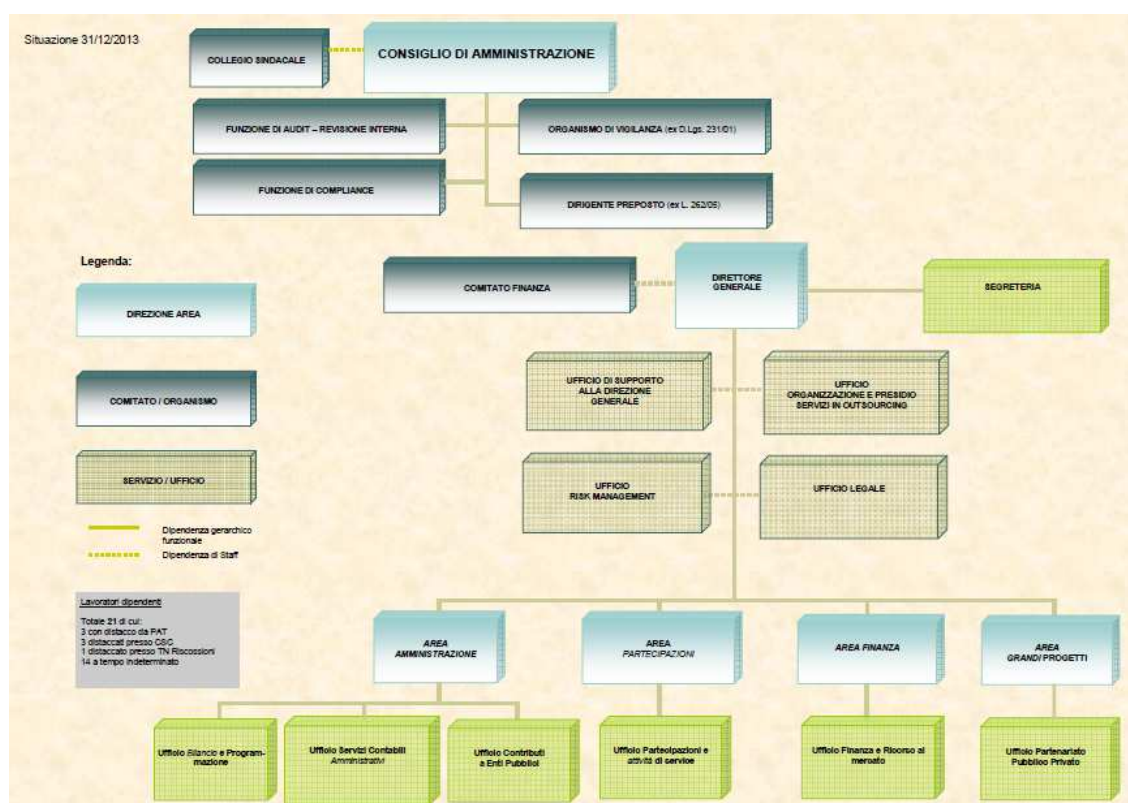 Situazione 31/12/2013
COLLEGIO SINDACALE
CONSIGLIO DI AMMINISTRAZIONE
FUNZIONE DI AUDIT – REVISIONE INTERNA
ORGANISMO DI VIGILANZA (ex D.Lgs. 231/01)
FUNZIONE DI COMPLIANCE
DIRIGENTE PREPOSTO (ex L. 262/05)
Legenda:
DIREZIONE AREA
COMITATO / ORGANISMO
SERVIZIO / UFFICIO
Dipendenza gerarchico
funzionale
Dipendenza di Staff
COMITATO FINANZA
DIRETTORE
GENERALE
SEGRETERIA
UFFICIO DI SUPPORTO
ALLA DIREZIONE
GENERALE
UFFICIO
ORGANIZZAZIONE E PRESIDIO
SERVIZI IN OUTSOURCING
UFFICIO
RISK MANAGEMENT
UFFICIO LEGALE
Lavoratori dipendenti
Totale 21 di cui:
3 con distacco da PAT
3 distaccati presso CSC
1 distaccato presso TN Riscossioni
14 a tempo indeterminato
AREA
AMMINISTRAZIONE
AREA
PARTECIPAZIONI
AREA FINANZA
AREA
GRANDI PROGETTI
Ufficio Bilancio e Program-
mazione
Ufficio Servizi Contabili
Amministrativi
Ufficio Contributi
a Enti Pubblici
Ufficio Partecipazioni e
attività di service
Ufficio Finanza e Ricorso al
mercato
Ufficio Partenariato
Pubblico Privato